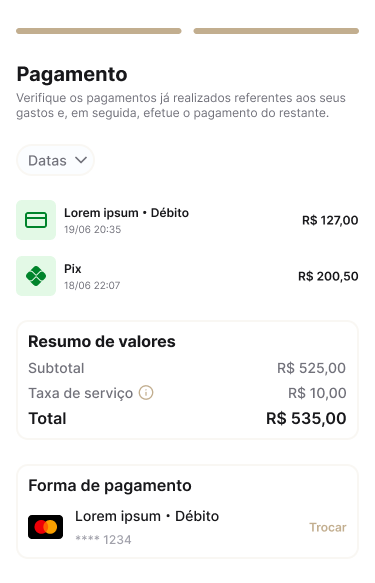 Pagamento
Verifique os pagamentos já realizados referentes aos seus
gastos e, em seguida, efetue o pagamento do restante.
Datas
Lorem ipsum • Débito
R$ 127,00
19/06 20:35
Pix
R$ 200,50
18/06 22:07
Resumo de valores
Subtotal R$ 525,00
Taxa de serviço R$ 10,00
Total R$ 535,00
Forma de pagamento
Lorem ipsum • Débito
**** 1234
Trocar